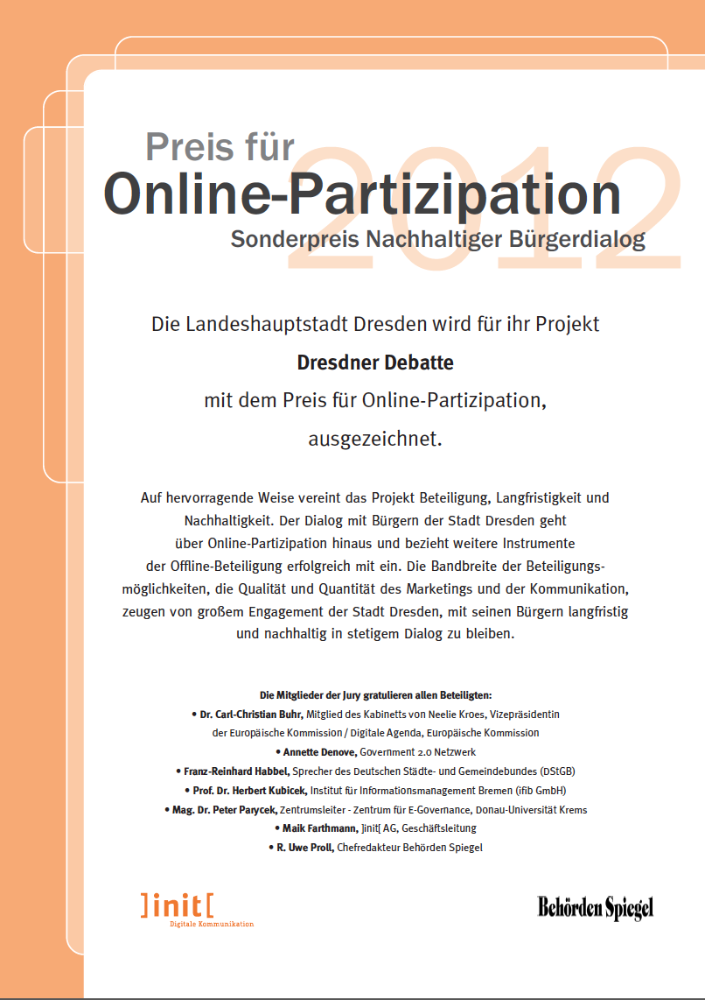 Preis für
2012
Online-Partizipation
Sonderpreis Nachhaltiger Bürgerdialog
Die Landeshauptstadt Dresden wird für ihr Projekt
Dresdner Debatte
mit dem Preis für Online-Partizipation,
ausgezeichnet.
Auf hervorragende Weise vereint das Projekt Beteiligung, Langfristigkeit und
Nachhaltigkeit. Der Dialog mit Bürgern der Stadt Dresden geht
über Online-Partizipation hinaus und bezieht weitere Instrumente
der Offline-Beteiligung erfolgreich mit ein. Die Bandbreite der Beteiligungs-
möglichkeiten, die Qualität und Quantität des Marketings und der Kommunikation,
zeugen von großem Engagement der Stadt Dresden, mit seinen Bürgern langfristig
und nachhaltig in stetigem Dialog zu bleiben.
Die Mitglieder der Jury gratulieren allen Beteiligten:
• Dr. Carl-Christian Buhr, Mitglied des Kabinetts von Neelie Kroes, Vizepräsidentin
der Europäische Kommission / Digitale Agenda, Europäische Kommission
• Annette Denove, Government 2.0 Netzwerk
• Franz-Reinhard Habbel, Sprecher des Deutschen Städte- und Gemeindebundes (DStGB)
• Prof. Dr. Herbert Kubicek, Institut für Informationsmanagement Bremen (ifib GmbH)
• Mag. Dr. Peter Parycek, Zentrumsleiter - Zentrum für E-Governance, Donau-Universität Krems
• Maik Farthmann, ]init[ AG, Geschäftsleitung
• R. Uwe Proll, Chefredakteur Behörden Spiegel
]init[
Digitale Kommunikation
Behörden Spiegel